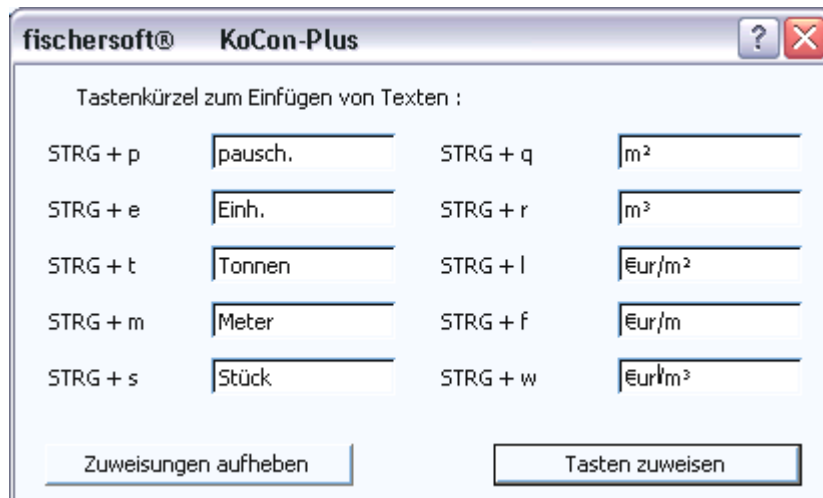 fischersoft® KoCon-Plus
Tastenkürzel zum Einfügen von Texten :
STRG + p pausch. STRG + q m²
STRG + e Einh. STRG + r m³
STRG + t Tonnen STRG + l €ur/m²
STRG + m Meter STRG + f €ur/m
STRG + s Stück STRG + w €ur/m³
Zuweisungen aufheben Tasten zuweisen